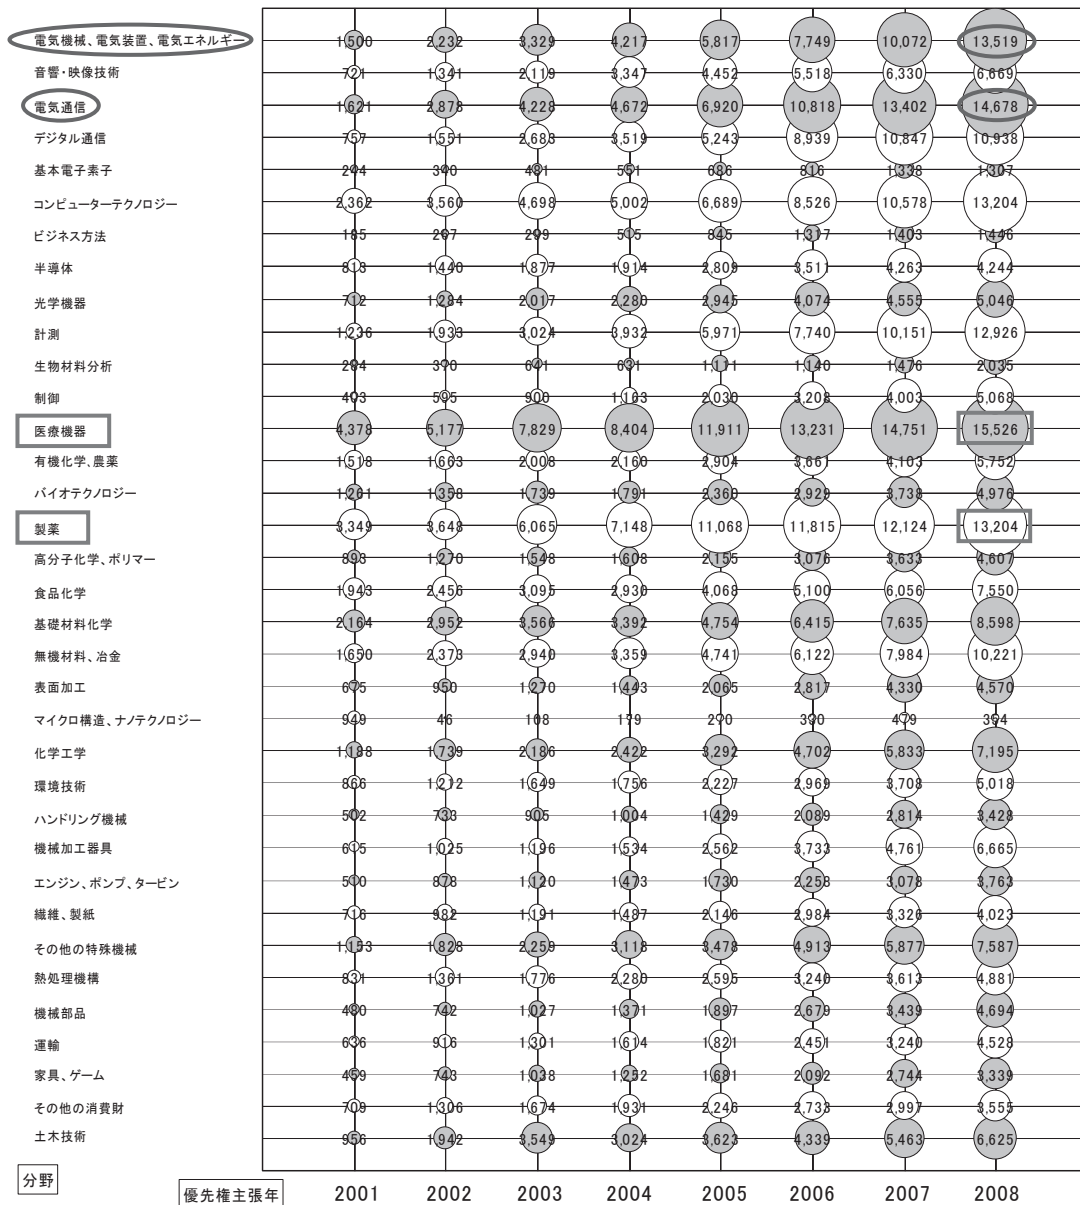 電気機械、電気装置、電気エネルギー 1,500 2,232 3,329 4,217 5,817 7,749 10,072 13,519
音響・映像技術 721 1,341 2,119 3,347 4,452 5,518 6,330 6,669
電気通信 1,621 2,878 4,228 4,672 6,920 10,818 13,402 14,678
デジタル通信 757 1,551 2,683 3,519 5,243 8,939 10,847 10,938
基本電子素子 481 551 686 816 1,338 1,307
コンピューターテクノロジー 2,362 3,560 4,698 5,002 6,689 8,526 10,578 13,204
ビジネス方法 185 515 845 1,317 1,403 1,446
半導体 813 1,440 1,877 1,914 2,809 3,511 4,263 4,244
光学機器 712 1,284 2,017 2,280 2,945 4,074 4,555 5,046
計測 1,236 1,933 3,024 3,932 5,971 7,740 10,151 12,926
生物材料分析 641 631 1,111 1,140 1,476 2,035
制御 403 595 900 1,163 2,030 3,208 4,003 5,068
医療機器 4,378 5,177 7,829 8,404 11,911 13,231 14,751 15,526
有機化学、農薬 1,518 1,663 2,008 2,160 2,904 3,661 4,103 5,752
バイオテクノロジー 1,261 1,358 1,739 1,791 2,360 2,929 3,738 4,976
製薬 3,349 3,648 6,065 7,148 11,068 11,815 12,124 13,204
高分子化学、ポリマー 893 1,270 1,548 1,608 2,155 3,076 3,633 4,607
食品化学 1,943 2,456 3,095 2,930 4,068 5,100 6,056 7,550
基礎材料化学 2,164 2,952 3,566 3,392 4,754 6,415 7,635 8,598
無機材料、冶金 1,650 2,373 2,940 3,359 4,741 6,122 7,984 10,221
表面加工 675 950 1,270 1,443 2,065 2,817 4,330 4,570
マイクロ構造、ナノテクノロジー 949 46 108 479
化学工学 1,188 1,739 2,186 2,422 3,292 4,702 5,833 7,195
環境技術 866 1,212 1,649 1,756 2,227 2,969 3,708 5,018
ハンドリング機械 502 733 905 1,004 1,429 2,089 2,814 3,428
機械加工器具 615 1,025 1,196 1,534 2,562 3,733 4,761 6,665
エンジン、ポンプ、タービン 878 1,120 1,473 1,730 2,258 3,078 3,763
繊維、製紙 716 982 1,191 1,487 2,146 2,984 3,326 4,023
その他の特殊機械 1,153 1,828 2,259 3,118 3,478 4,913 5,877 7,587
熱処理機構 831 1,361 1,776 2,280 2,595 3,240 3,613 4,881
機械部品 480 742 1,027 1,371 1,897 2,679 3,439 4,694
運輸 636 916 1,301 1,614 1,821 2,451 3,240 4,528
家具、ゲーム 459 743 1,038 1,252 1,681 2,092 2,744 3,339
その他の消費財 709 1,306 1,674 1,931 2,246 2,733 2,997 3,555
土木技術 956 1,942 3,549 3,024 3,623 4,339 5,463 6,625
分野
優先権主張年 2001 2002 2003 2004 2005 2006 2007 2008